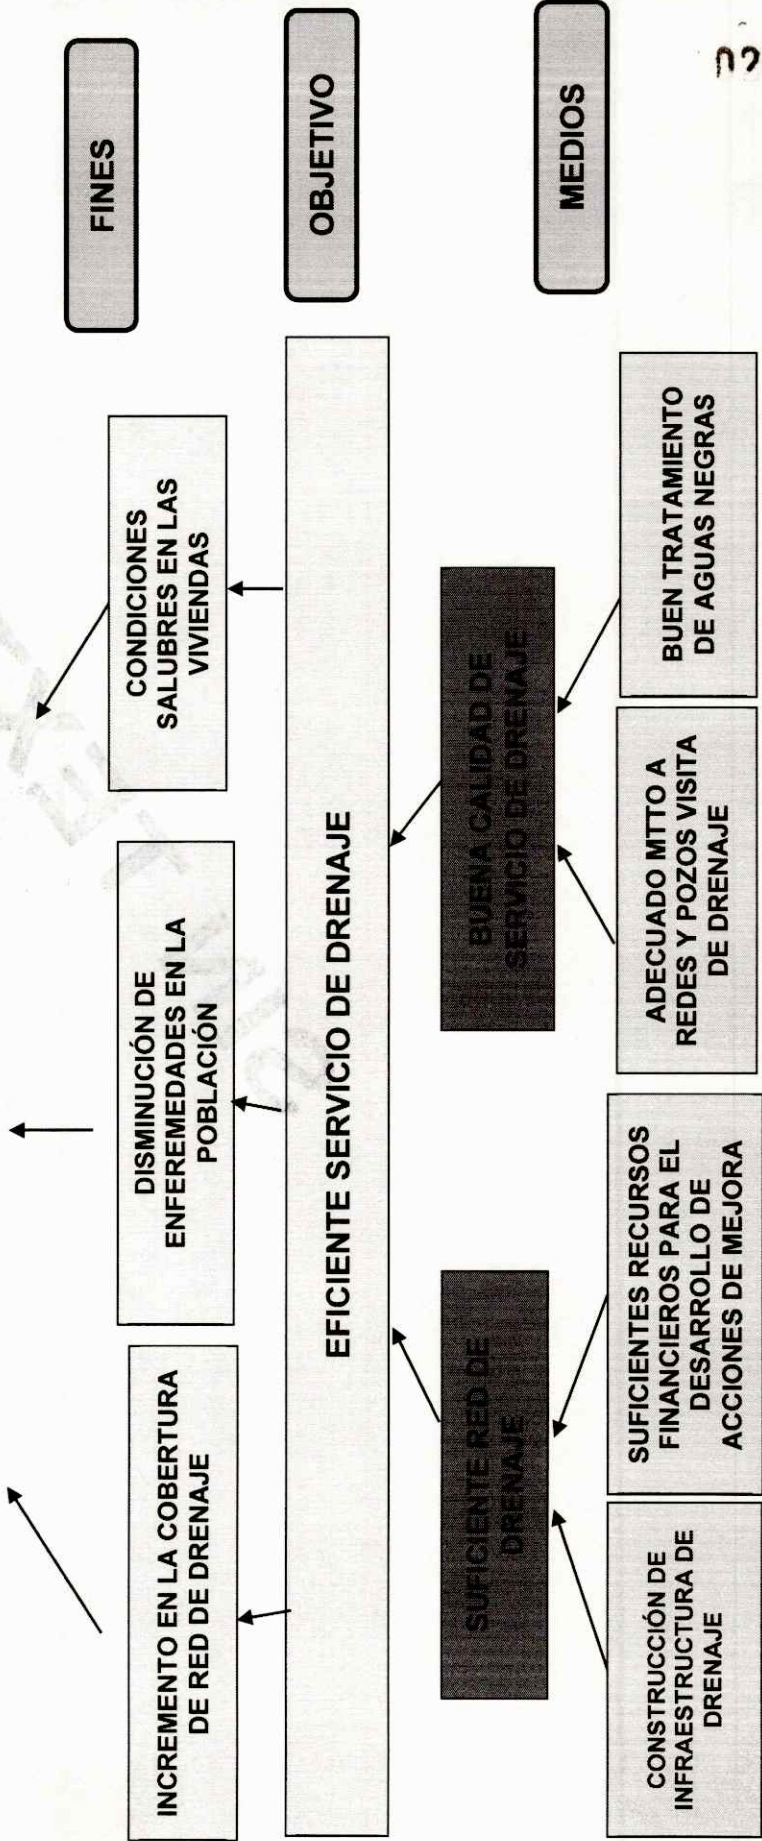 INCREMENTO EN LA COBERTURA
DE RED DE DRENAJE
DISMINUCIÓN DE
ENFEREMEDADES EN LA
POBLACIÓN
CONDICIONES
SALUBRES EN LAS
VIVIENDAS
FINES
EFICIENTE SERVICIO DE DRENAJE
OBJETIVO
SUFICIENTE RED DE
DRENAJE
BUENA CALIDAD DE
SERVICIO DE DRENAJE
MEDIOS
CONSTRUCCIÓN DE
INFRAESTRUCTURA DE
DRENAJE
SUFICIENTES RECURSOS
FINANCIEROS PARA EL
DESARROLLO DE
ACCIONES DE MEJORA
ADECUADO MTTO A
REDES Y POZOS VISITA
DE DRENAJE
BUEN TRATAMIENTO
DE AGUAS NEGRAS
SIN TEX